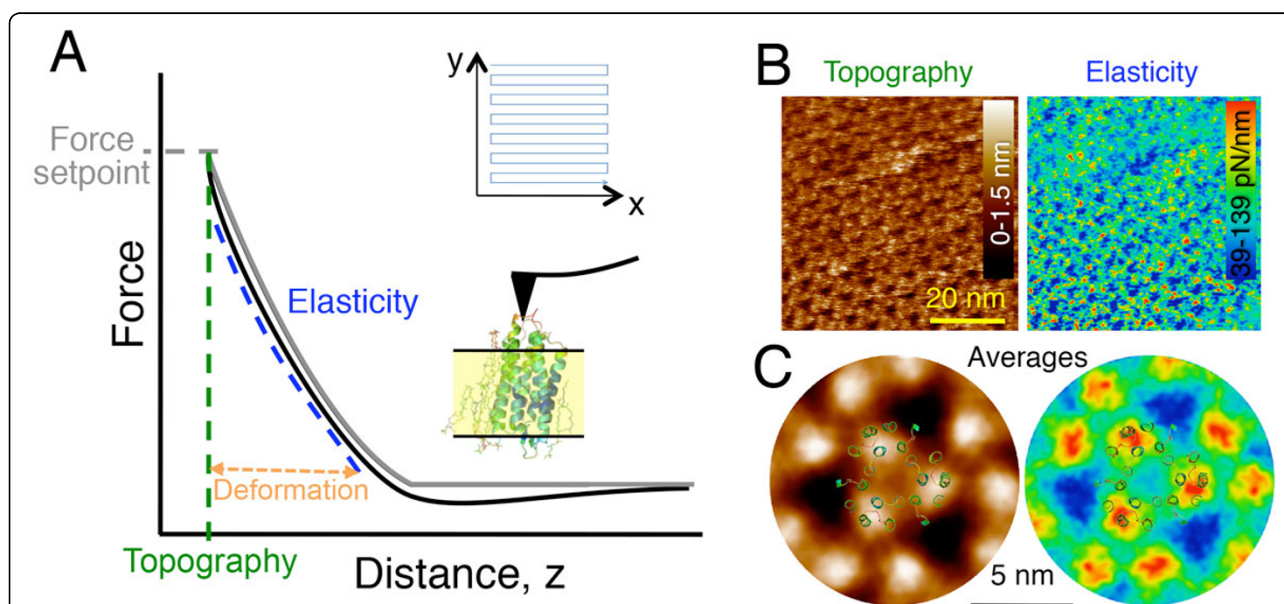 A
y
x
Force
setpoint
Force
Elasticity
Deformation
Topography
Distance, z
B
Topography
Elasticity
0-1.5 nm
20 nm
39-139 pN/nm
C
Averages
5 nm